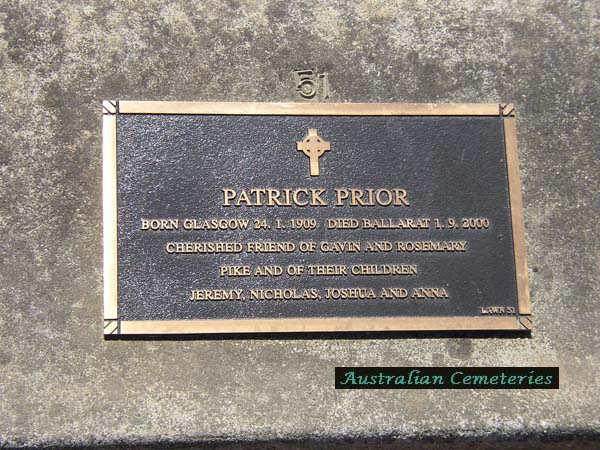 51
PATRICK PRIOR
BORN GLASGOW 24. 1. 1909 DIED BALLARAT 1. 9. 2000
CHERISHED FRIEND OF GAVIN AND ROSEMARY
PIKE AND OF THEIR CHILDREN
JEREMY, NICHOLAS, JOSHUA AND ANNA
LAWN 51
Australian Cemeteries